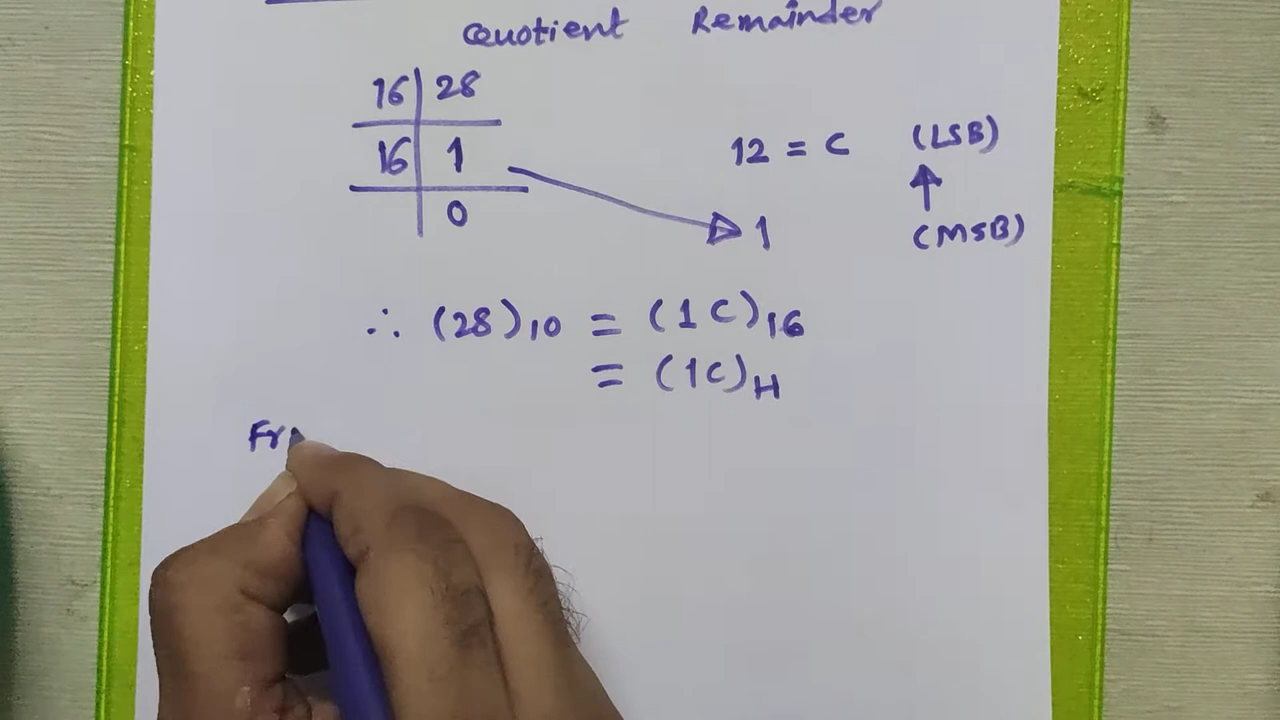 Quotient Remainder
16 28
16 1 12 = C (LSB)
0 1 (MSB)
∴ (28)10 = (1C)16
= (1C)H
Fr